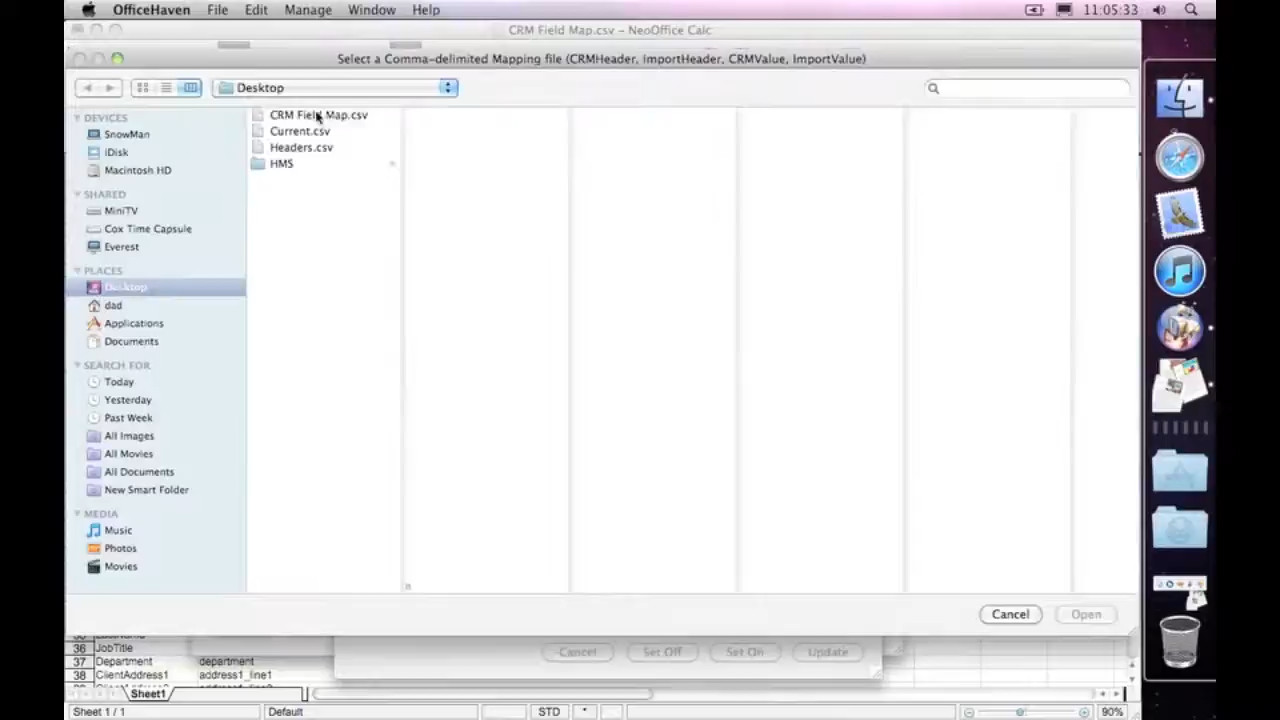 OfficeHaven File Edit Manage Window Help 11:05:33
CRM Field Map.csv - NeoOffice Calc
Select a Comma-delimited Mapping file (CRMHeader, ImportHeader, CRMValue, ImportValue)
Desktop
DEVICES
SnowMan
iDisk
Macintosh HD
SHARED
MiniTV
Cox Time Capsule
Everest
PLACES
Desktop
dad
Applications
Documents
SEARCH FOR
Today
Yesterday
Past Week
All Images
All Movies
All Documents
New Smart Folder
MEDIA
Music
Photos
Movies
CRM Field Map.csv
Current.csv
Headers.csv
HMS
Cancel Open
Cancel Set Off Set On Update
36 JobTitle
37 Department department
38 ClientAddress1 address1_line1
Sheet1
Sheet 1 / 1 Default STD * 90%